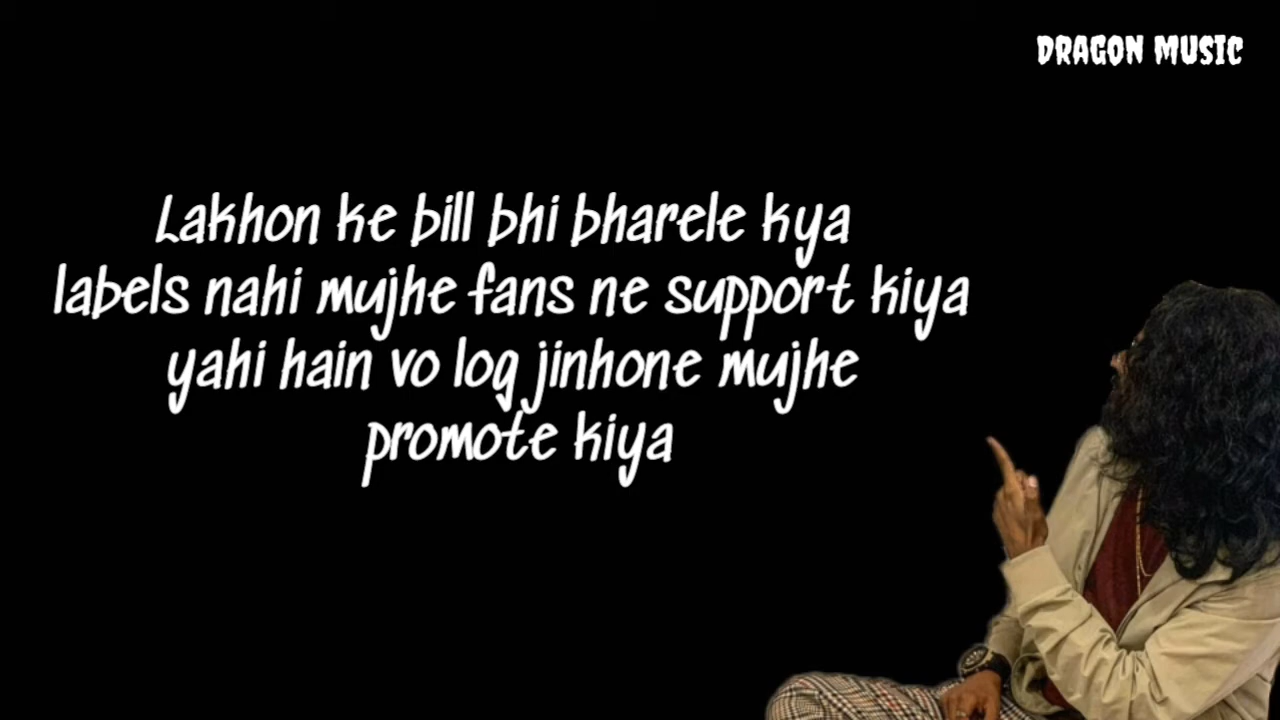 DRAGON MUSIC
Lakhon ke bill bhi bharele kya
labels nahi mujhe fans ne support kiya
yahi hain vo log jinhone mujhe
promote kiya